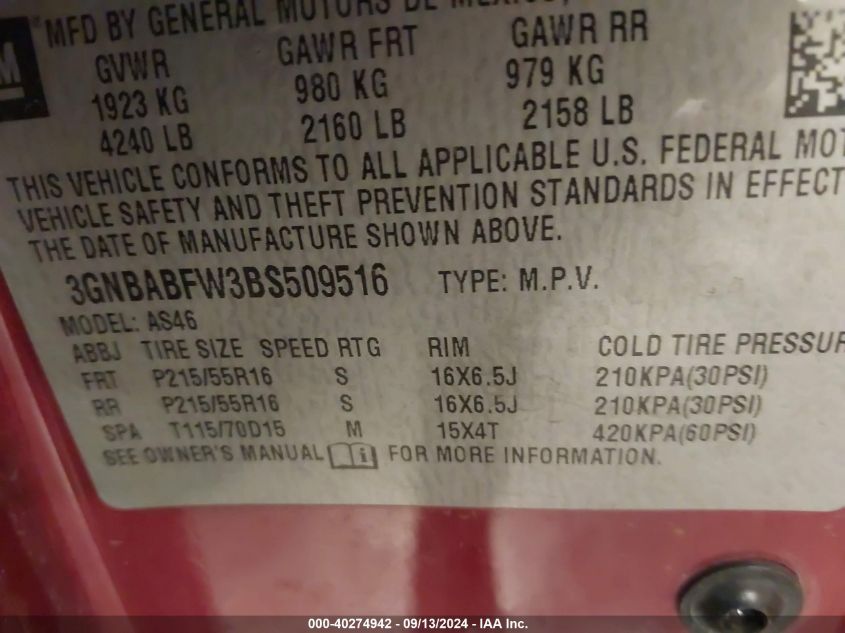 MFD BY GENERAL MOTORS DE MEXICO,
GVWR GAWR FRT GAWR RR
1923 KG 980 KG 979 KG
4240 LB 2160 LB 2158 LB
THIS VEHICLE CONFORMS TO ALL APPLICABLE U.S. FEDERAL MOT
VEHICLE SAFETY AND THEFT PREVENTION STANDARDS IN EFFECT
THE DATE OF MANUFACTURE SHOWN ABOVE.
3GNBABFW3BS509516 TYPE: M.P.V.
MODEL: AS46
ABBJ TIRE SIZE SPEED RTG RIM COLD TIRE PRESSUR
FRT P215/55R16 S 16X6.5J 210KPA(30PSI)
RR P215/55R16 S 16X6.5J 210KPA(30PSI)
SPA T115/70D15 M 15X4T 420KPA(60PSI)
SEE OWNER'S MANUAL i FOR MORE INFORMATION.
000-40274942 - 09/13/2024 - IAA Inc.